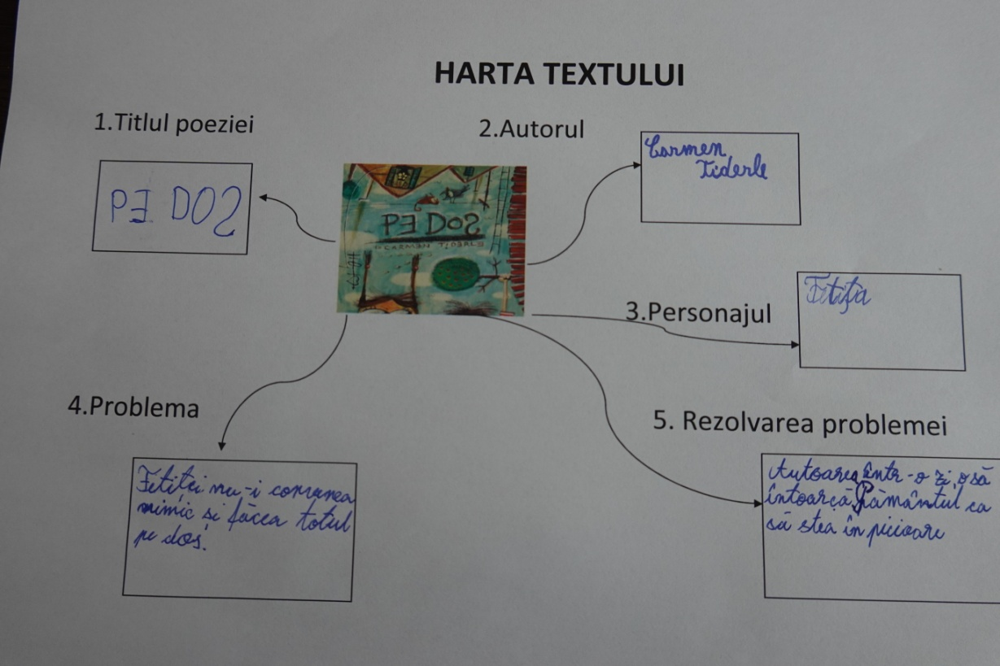 HARTA TEXTULUI
1.Titlul poeziei
2.Autorul
PE DOS
Carmen
Tiderle
PE DOS
DE CARMEN TIDERLE
3.Personajul
Fetița
4.Problema
5. Rezolvarea problemei
Fetiței nu-i convenea
nimic și făcea totul
pe dos.
Autoarea într-o zi, o să
întoarcă Pământul ca
să stea în picioare